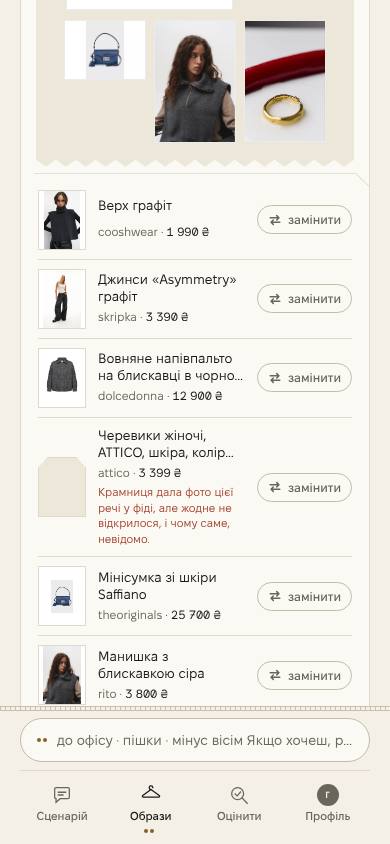 Верх графіт
cooshwear · 1 990 ₴
замінити
Джинси «Asymmetry»
графіт
skripka · 3 390 ₴
замінити
Вовняне напівпальто
на блискавці в чорно...
dolcedonna · 12 900 ₴
замінити
Черевики жіночі,
ATTICO, шкіра, колір...
attico · 3 399 ₴
Крамниця дала фото цієї
речі у фіді, але жодне не
відкрилося, і чому саме,
невідомо.
замінити
Мінісумка зі шкіри
Saffiano
theoriginals · 25 700 ₴
замінити
Манишка з
блискавкою сіра
rito · 3 800 ₴
замінити
до офісу · пішки · мінус вісім Якщо хочеш, р...
Сценарій
Образи
Оцінити
Г
Профіль